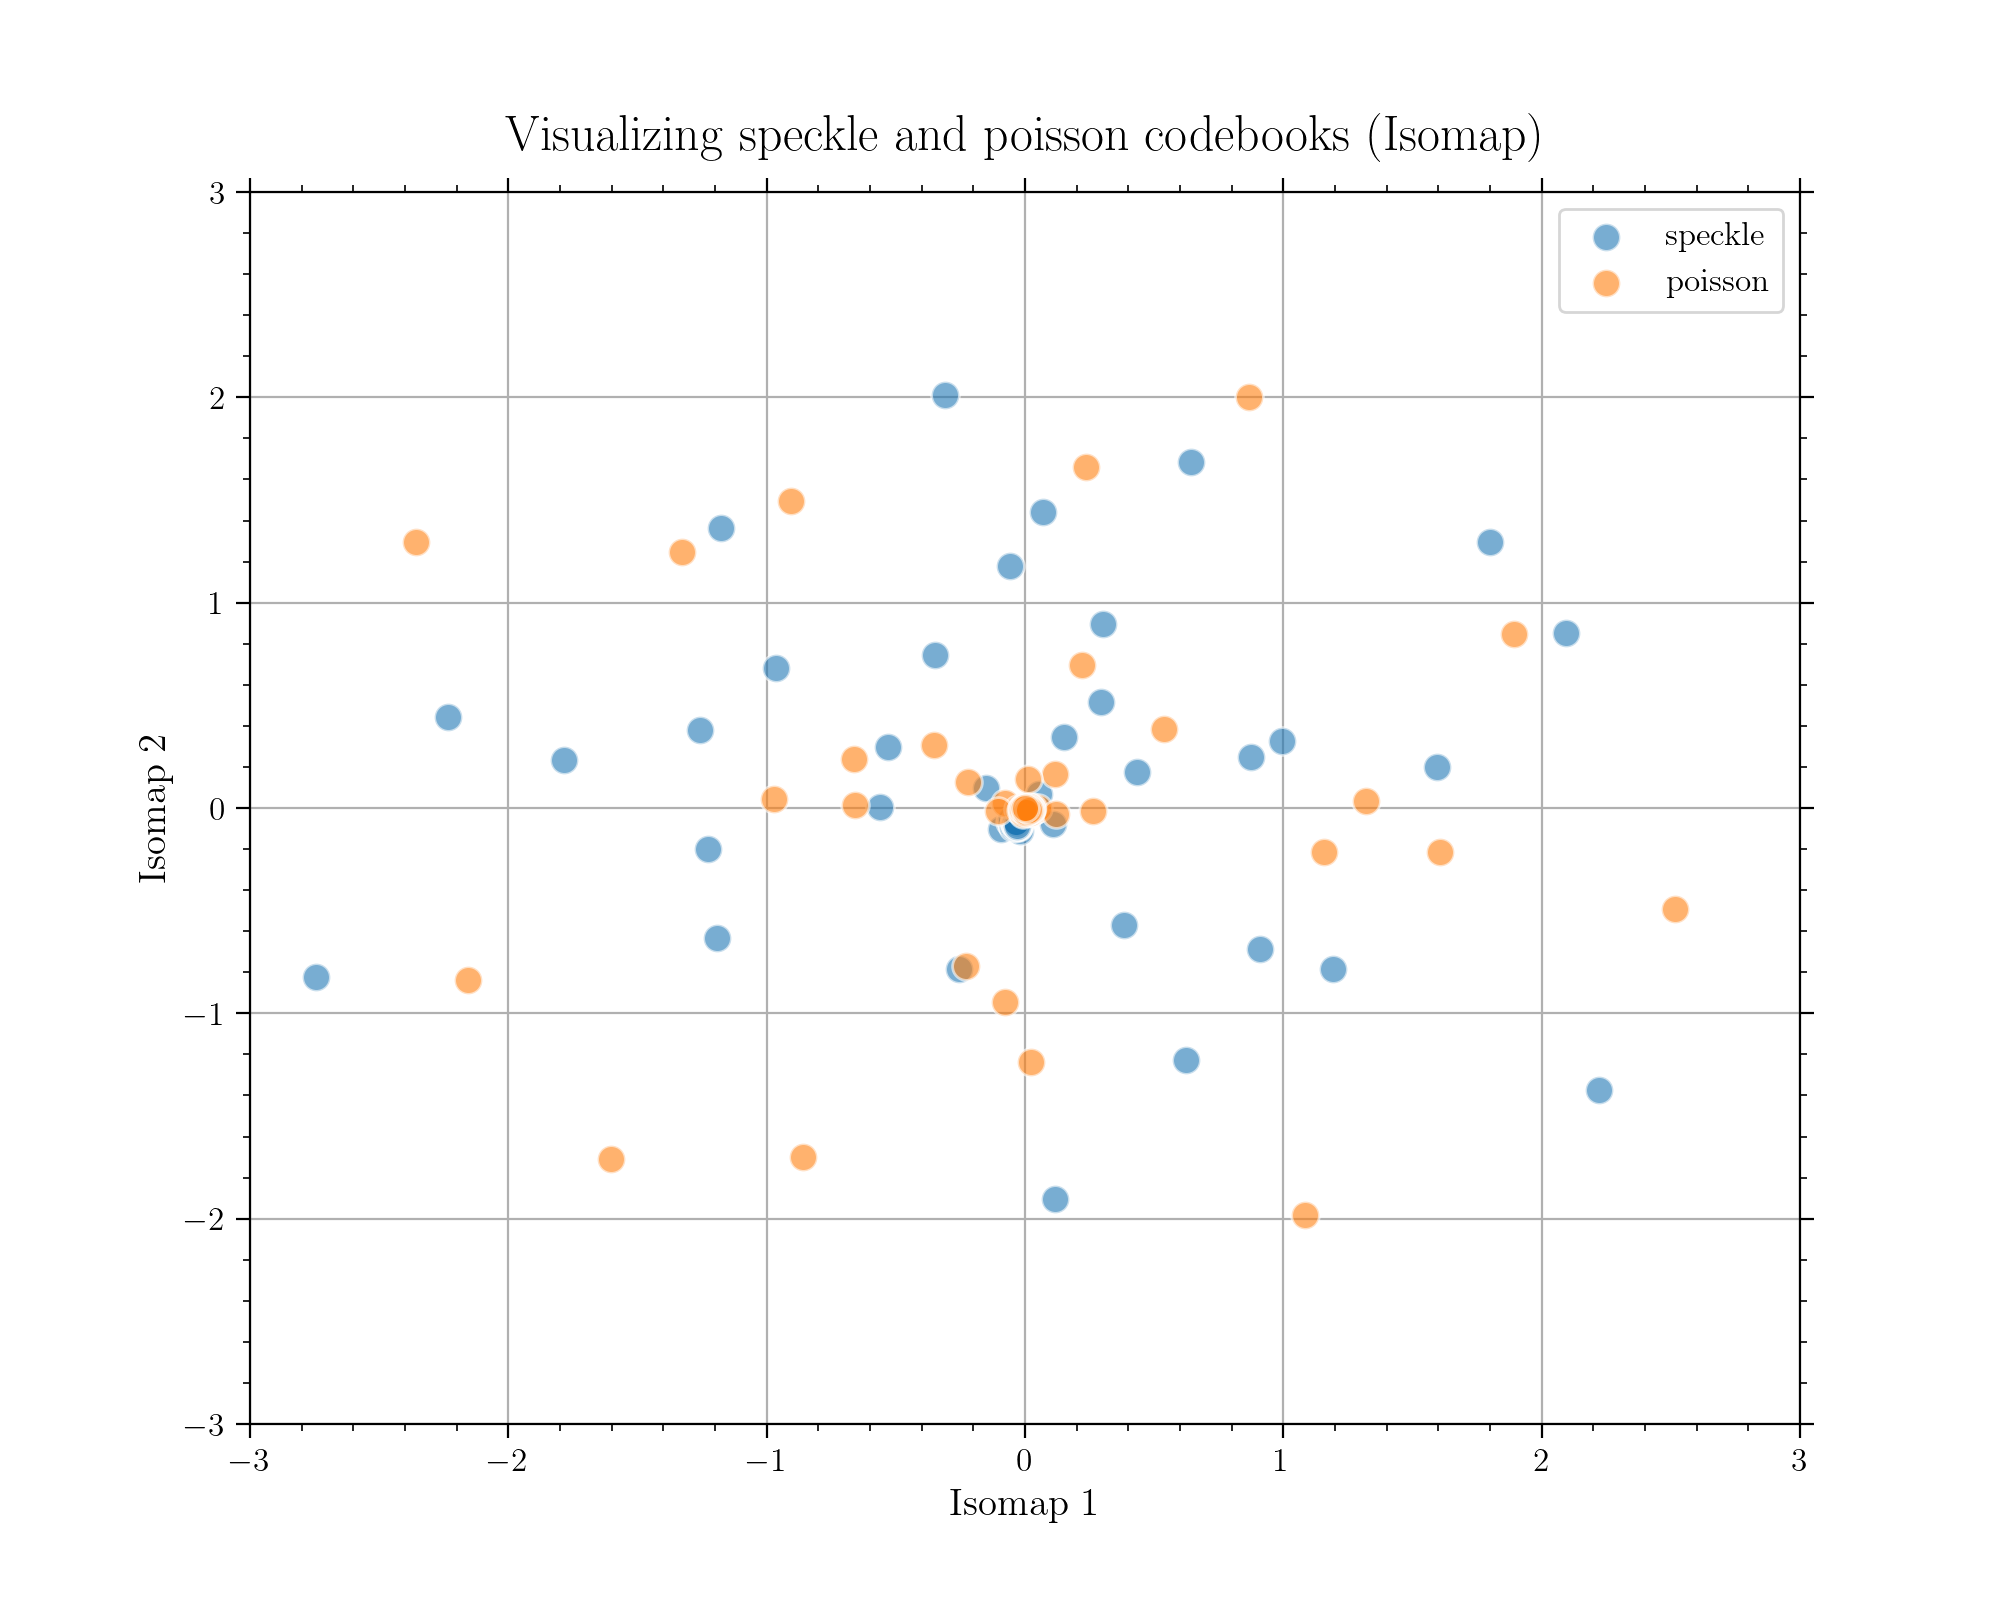 Visualizing speckle and poisson codebooks (Isomap)
speckle
poisson
3
2
1
0
−1
−2
−3
Isomap 2
−3
−2
−1
0
1
2
3
Isomap 1